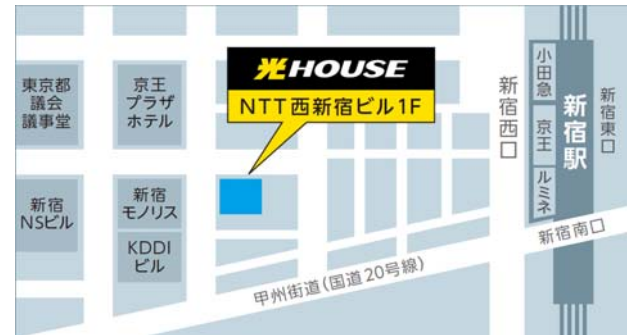 光HOUSE
NTT西新宿ビル1F
東京都
議会
議事堂
京王
プラザ
ホテル
新宿
NSビル
新宿
モノリス
KDDI
ビル
甲州街道(国道20号線)
新宿西口
小田急
京王
ルミネ
新宿駅
新宿東口
新宿南口